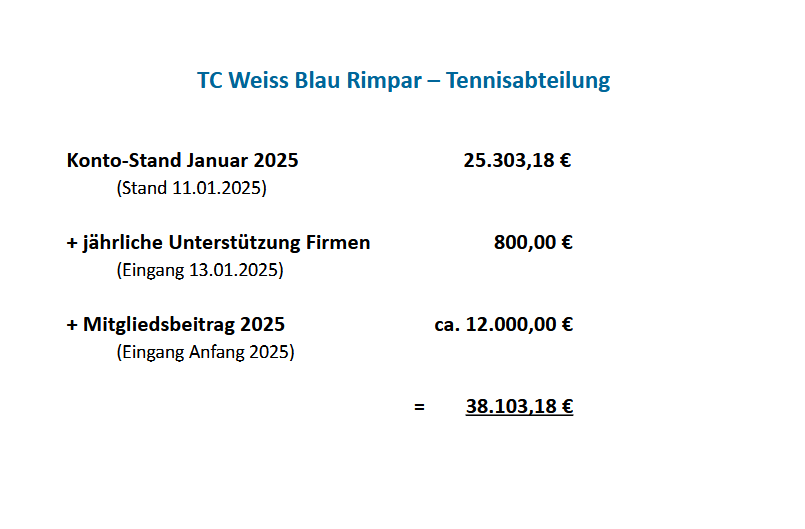 TC Weiss Blau Rimpar – Tennisabteilung
Konto-Stand Januar 2025 25.303,18 €
(Stand 11.01.2025)
+ jährliche Unterstützung Firmen 800,00 €
(Eingang 13.01.2025)
+ Mitgliedsbeitrag 2025 ca. 12.000,00 €
(Eingang Anfang 2025)
= 38.103,18 €